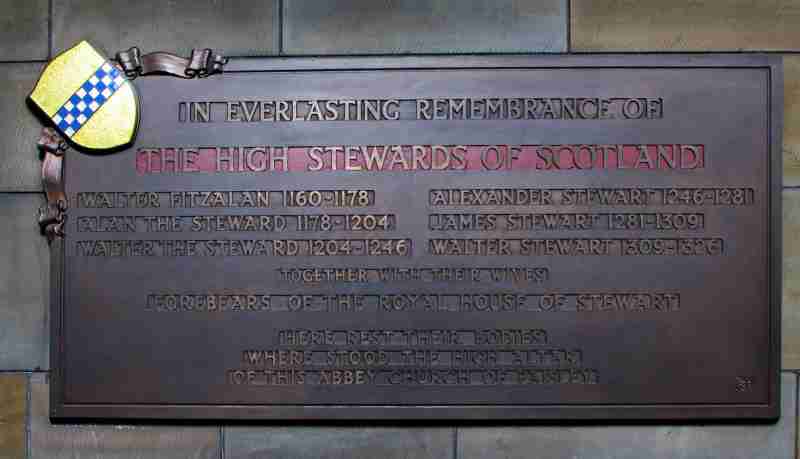 IN EVERLASTING REMEMBRANCE OF
THE HIGH STEWARDS OF SCOTLAND
WALTER FITZALAN 1160-1178
ALAN THE STEWARD 1178-1204
WALTER THE STEWARD 1204-1246
ALEXANDER STEWART 1246-1281
JAMES STEWART 1281-1309
WALTER STEWART 1309-1326
TOGETHER WITH THEIR WIVES
FOREBEARS OF THE ROYAL HOUSE OF STEWART
HERE REST THEIR BODIES
WHERE STOOD THE HIGH ALTER
OF THIS ABBEY CHURCH OF PAISLEY